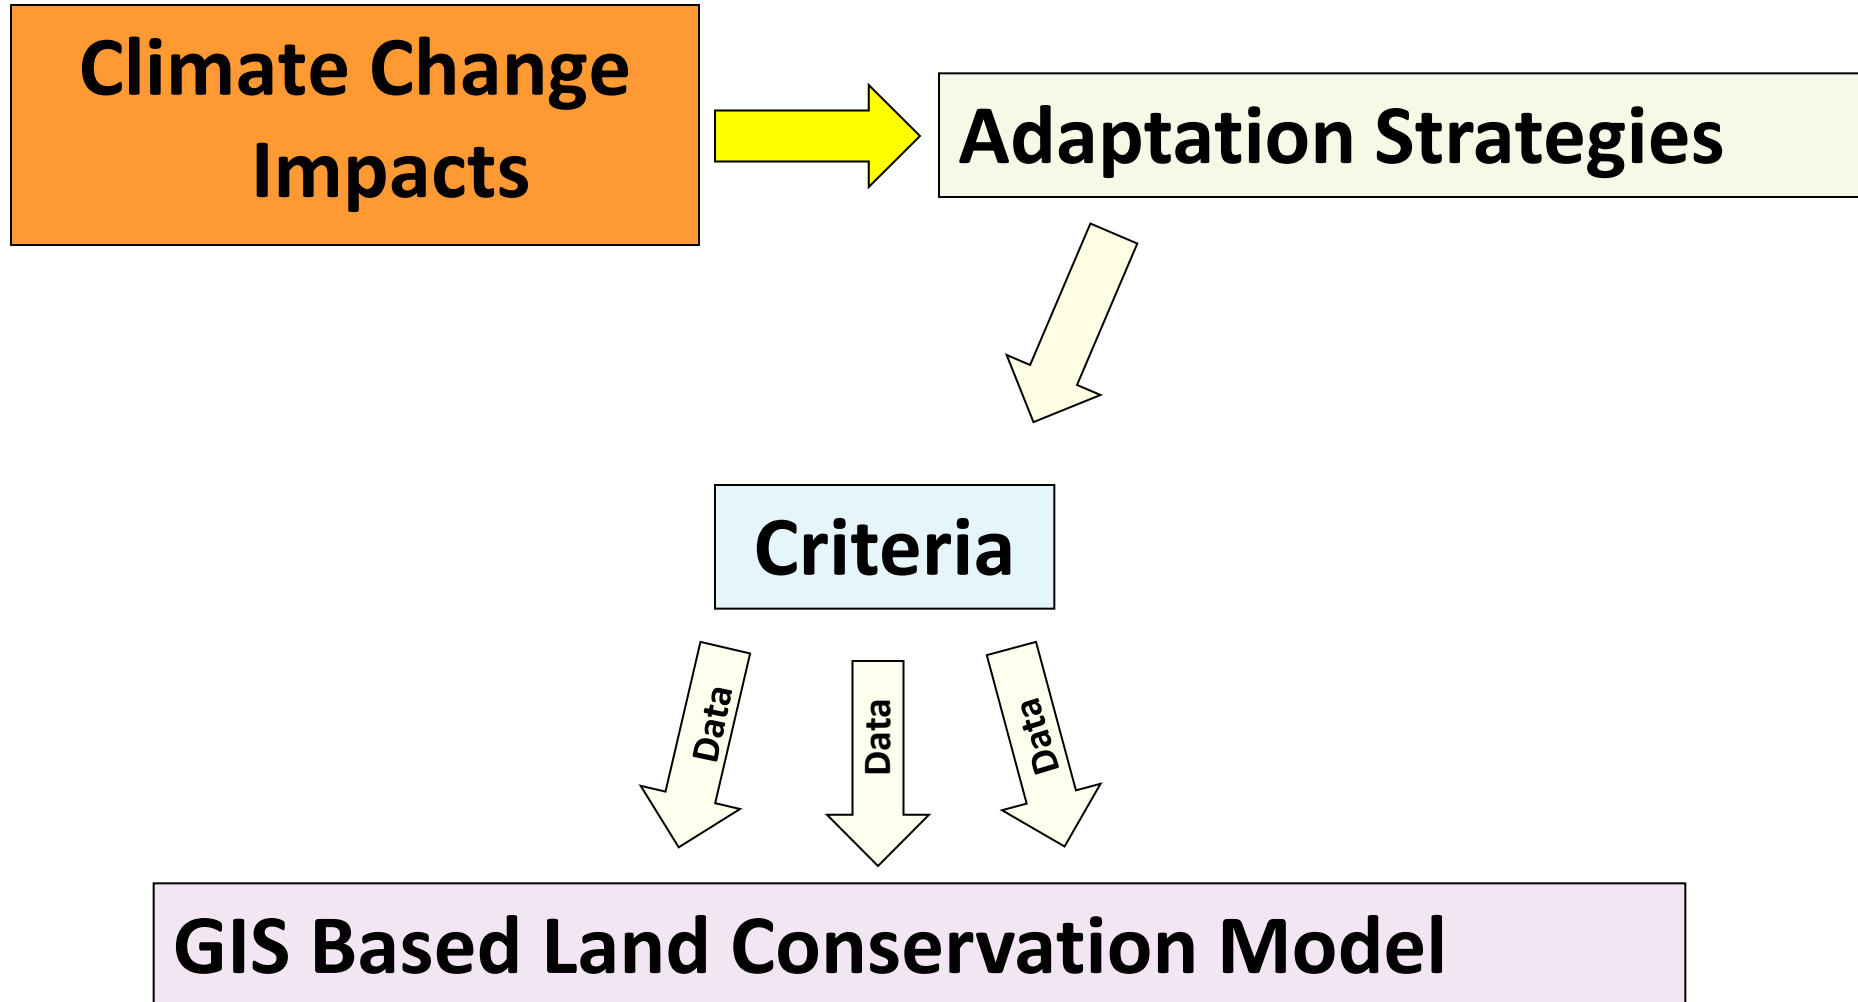 Climate Change
Impacts
Adaptation Strategies
Criteria
Data
Data
Data
GIS Based Land Conservation Model